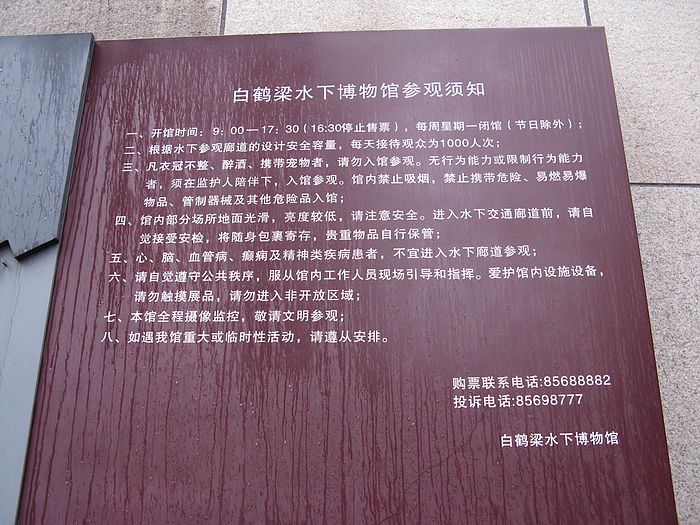 白鹤梁水下博物馆参观须知
一、开馆时间：9：00—17：30（16:30停止售票），每周星期一闭馆（节日除外）；
二、根据水下参观廊道的设计安全容量，每天接待观众为1000人次；
三、凡衣冠不整、醉酒、携带宠物者，请勿入馆参观。无行为能力或限制行为能力
者，须在监护人陪伴下，入馆参观。馆内禁止吸烟，禁止携带危险、易燃易爆
物品、管制器械及其他危险品入馆；
四、馆内部分场所地面光滑，亮度较低，请注意安全。进入水下交通廊道前，请自
觉接受安检，将随身包裹寄存，贵重物品自行保管；
五、心、脑、血管病、癫痫及精神类疾病患者，不宜进入水下廊道参观；
六、请自觉遵守公共秩序，服从馆内工作人员现场引导和指挥。爱护馆内设施设备，
请勿触摸展品，请勿进入非开放区域；
七、本馆全程摄像监控，敬请文明参观；
八、如遇我馆重大或临时性活动，请遵从安排。
购票联系电话:85688882
投诉电话:85698777
白鹤梁水下博物馆